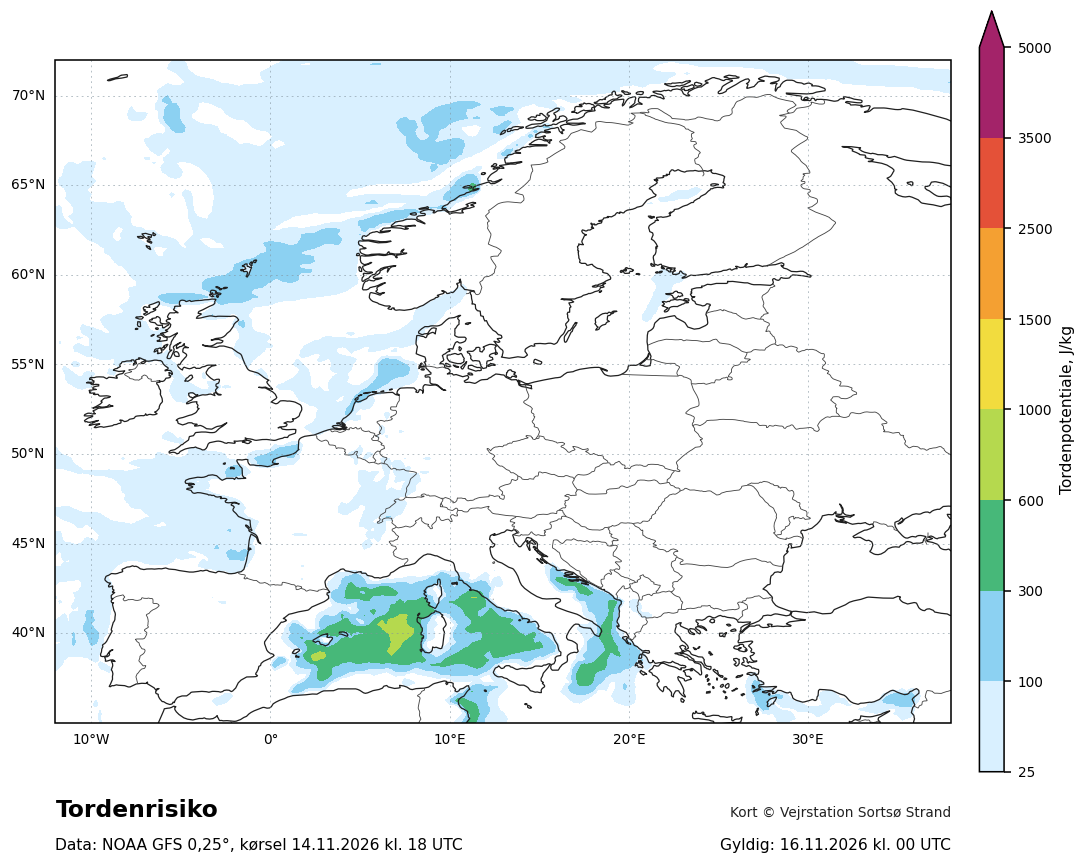 5000
3500
2500
1500
1000
600
300
100
25
Tordenpotentiale, J/kg
70°N
65°N
60°N
55°N
50°N
45°N
40°N
10°W
0°
10°E
20°E
30°E
Tordenrisiko
Kort © Vejrstation Sortsø Strand
Data: NOAA GFS 0,25°, kørsel 14.11.2026 kl. 18 UTC
Gyldig: 16.11.2026 kl. 00 UTC